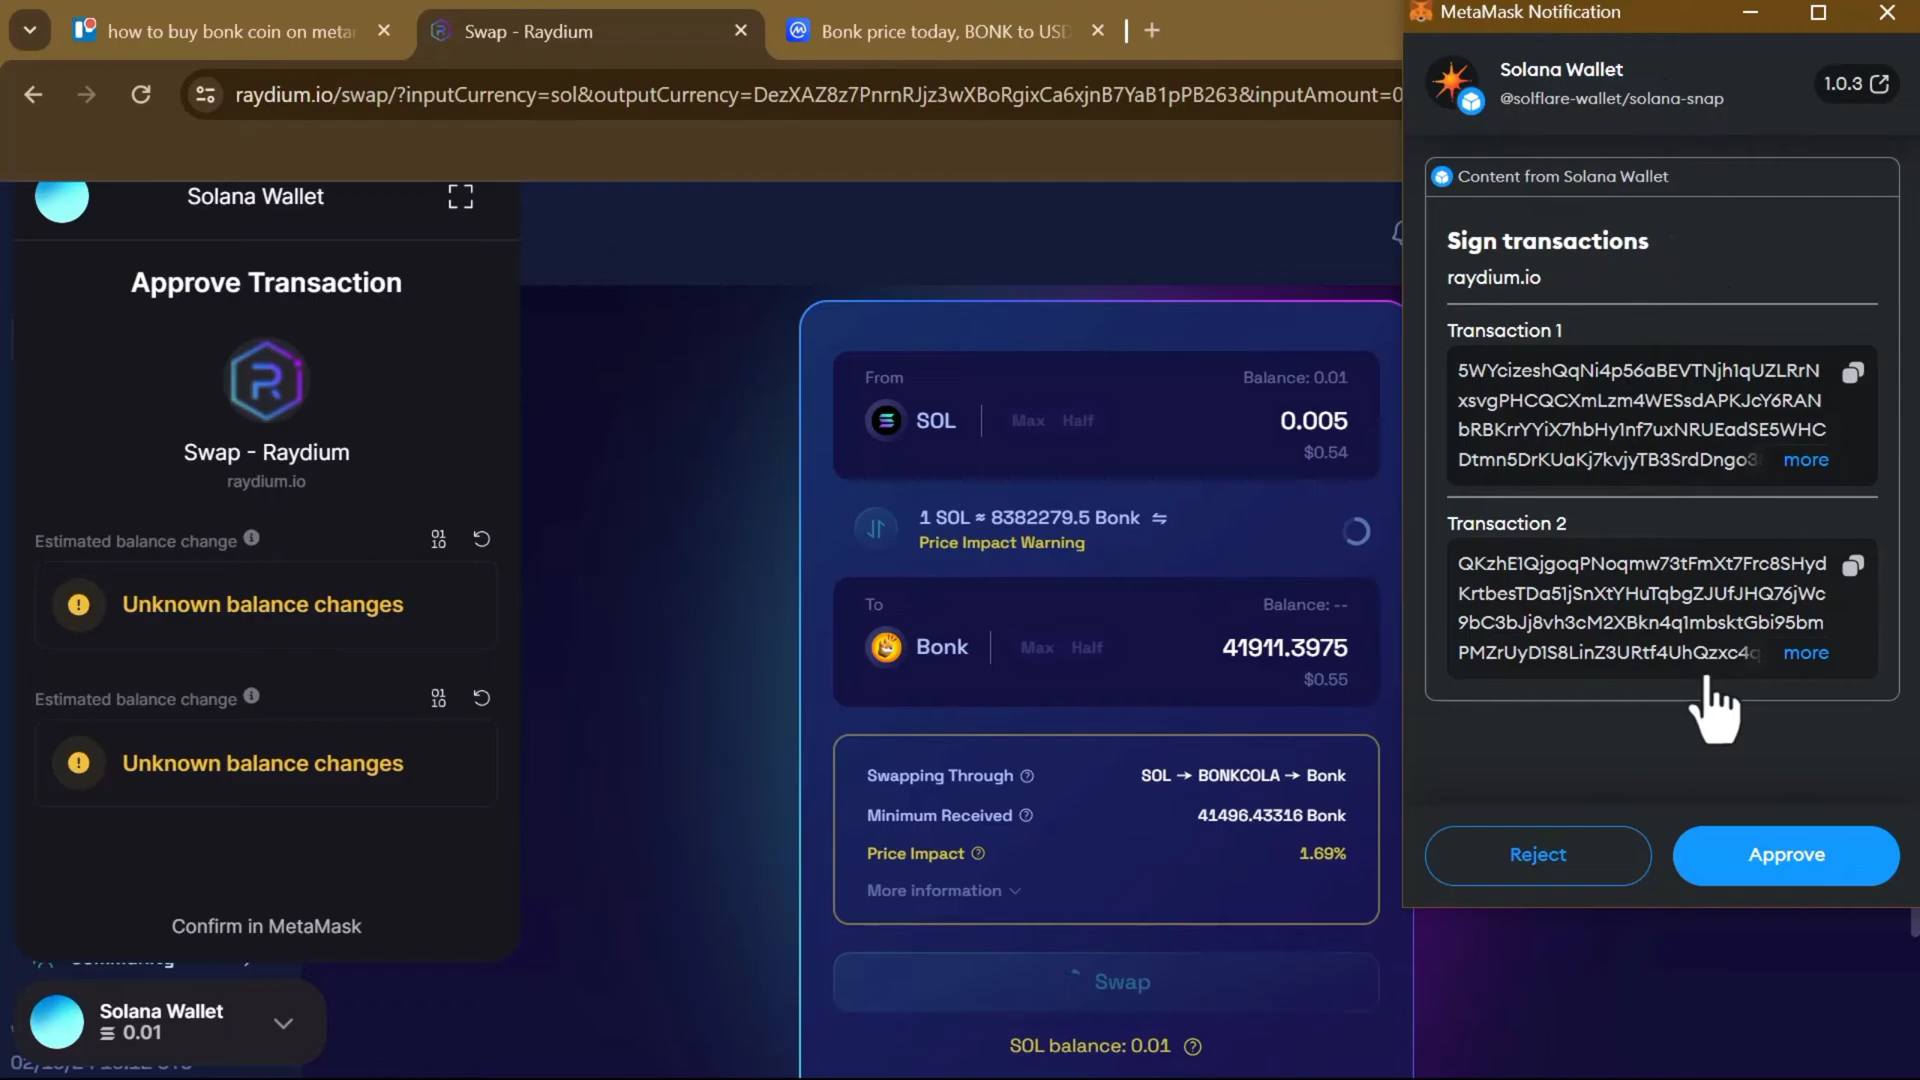 how to buy bonk coin on metar
Swap - Raydium
Bonk price today, BONK to USD
raydium.io/swap/?inputCurrency=sol&outputCurrency=DezXAZ8z7PnrnRJjz3wXBoRgixCa6xjnB7YaB1pPB263&inputAmount=0
Solana Wallet
Approve Transaction
Swap - Raydium
raydium.io
Estimated balance change
Unknown balance changes
Estimated balance change
Unknown balance changes
Confirm in MetaMask
Community
Solana Wallet
0.01
From
Balance: 0.01
SOL
Max Half
0.005
$0.54
1 SOL ≈ 8382279.5 Bonk
Price Impact Warning
To
Balance: --
Bonk
Max Half
41911.3975
$0.55
Swapping Through
SOL → BONKCOLA → Bonk
Minimum Received
41496.43316 Bonk
Price Impact
1.69%
More information
Swap
SOL balance: 0.01
MetaMask Notification
Solana Wallet
@solflare-wallet/solana-snap
1.0.3
Content from Solana Wallet
Sign transactions
raydium.io
Transaction 1
5WYcizeshQqNi4p56aBEVTNjh1qUZLRrN
xsvgPHCQCXmLzm4WESsdAPKJcY6RAN
bRBKrrYYiX7hbHy1nf7uxNRUEadSE5WHC
Dtmn5DrKUaKj7kvjyTB3SrdDngo3
more
Transaction 2
QKzhE1QjgoqPNoqmw73tFmXt7Frc8SHyd
KrtbesTDa51jSnXtYHuTqbgZJUfJHQ76jWc
9bC3bJj8vh3cM2XBkn4q1mbsktGbi95bm
PMZrUyD1S8LinZ3URtf4UhQzxc4q
more
Reject
Approve